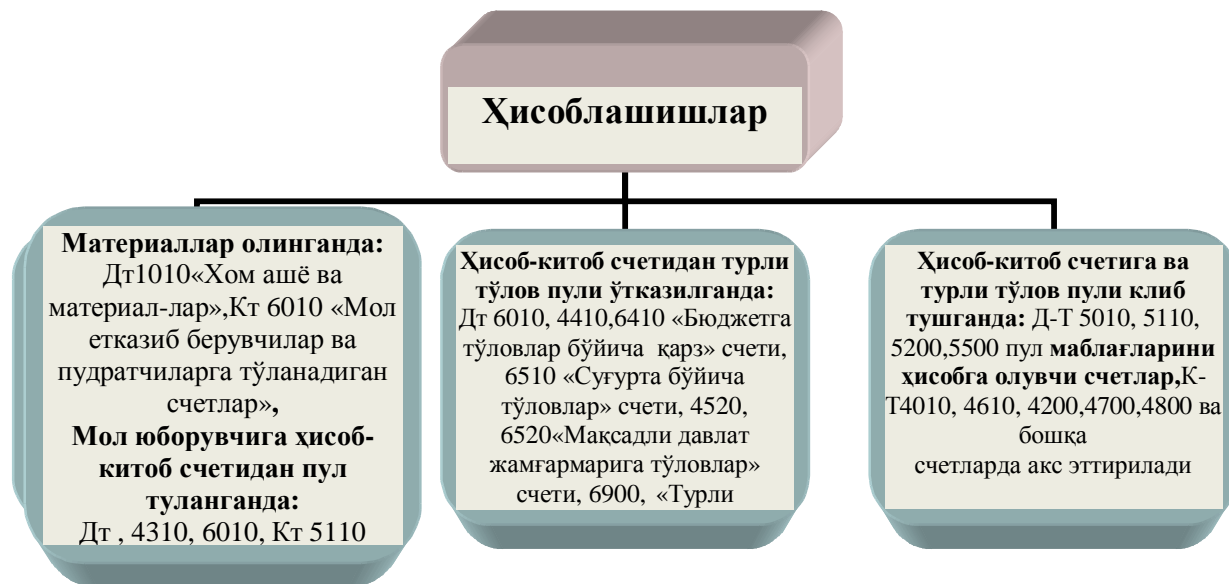 Ҳисоблашишлар
Материаллар олинганда:
Дт1010«Хом ашё ва
материал-лар»,Кт 6010 «Мол
етказиб берувчилар ва
пудратчиларга тўланадиган
счетлар»,
Мол юборувчига ҳисоб-
китоб счетидан пул
туланганда:
Дт , 4310, 6010, Кт 5110
Ҳисоб-китоб счетидан турли
тўлов пули ўтказилганда:
Дт 6010, 4410,6410 «Бюджетга
тўловлар бўйича қарз» счети,
6510 «Суғурта бўйича
тўловлар» счети, 4520,
6520«Мақсадли давлат
жамғармарига тўловлар»
счети, 6900, «Турли
Ҳисоб-китоб счетига ва
турли тўлов пули клиб
тушганда: Д-Т 5010, 5110,
5200,5500 пул маблағларини
ҳисобга олувчи счетлар,К-
Т4010, 4610, 4200,4700,4800 ва
бошқа
счетларда акс эттирилади